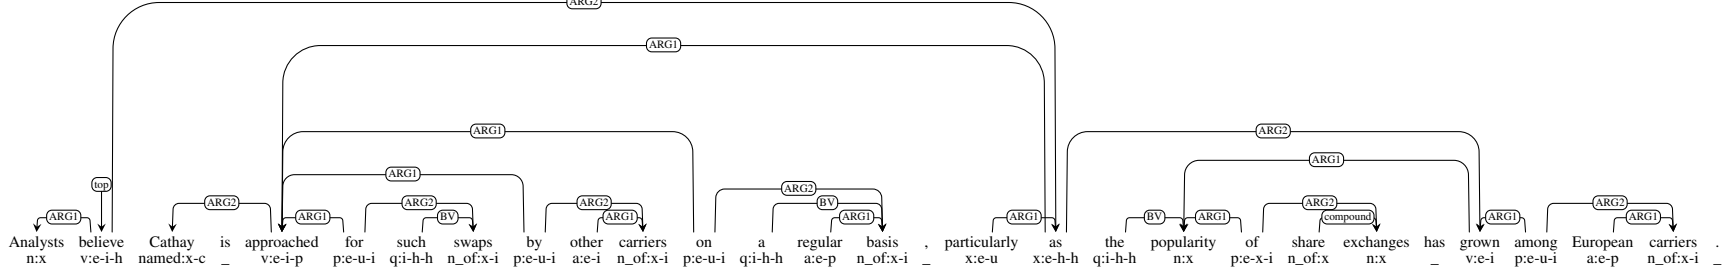 ARG2
ARG1
ARG1 ARG2
ARG1
ARG1
top ARG2
ARG2 ARG2 ARG2 BV ARG2 ARG2
ARG1 ARG1 BV ARG1 ARG1 ARG1 BV ARG1 compound ARG1 ARG1
Analysts believe Cathay is approached for such swaps by other carriers on a regular basis , particularly as the popularity of share exchanges has grown among European carriers .
n:x v:e-i-h named:x-c _ v:e-i-p p:e-u-i q:i-h-h n_of:x-i p:e-u-i a:e-i n_of:x-i p:e-u-i q:i-h-h a:e-p n_of:x-i _ x:e-u x:e-h-h q:i-h-h n:x p:e-x-i n_of:x n:x _ v:e-i p:e-u-i a:e-p n_of:x-i _